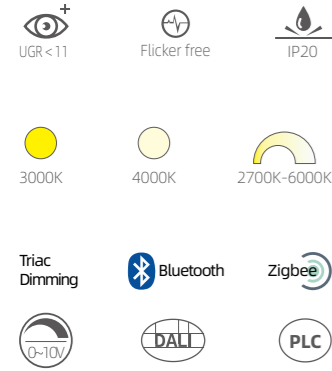 +
UGR<11
Flicker free
IP20
3000K
4000K
2700K-6000K
Triac
Dimming
Bluetooth
Zigbee
0~10V
DALI
PLC